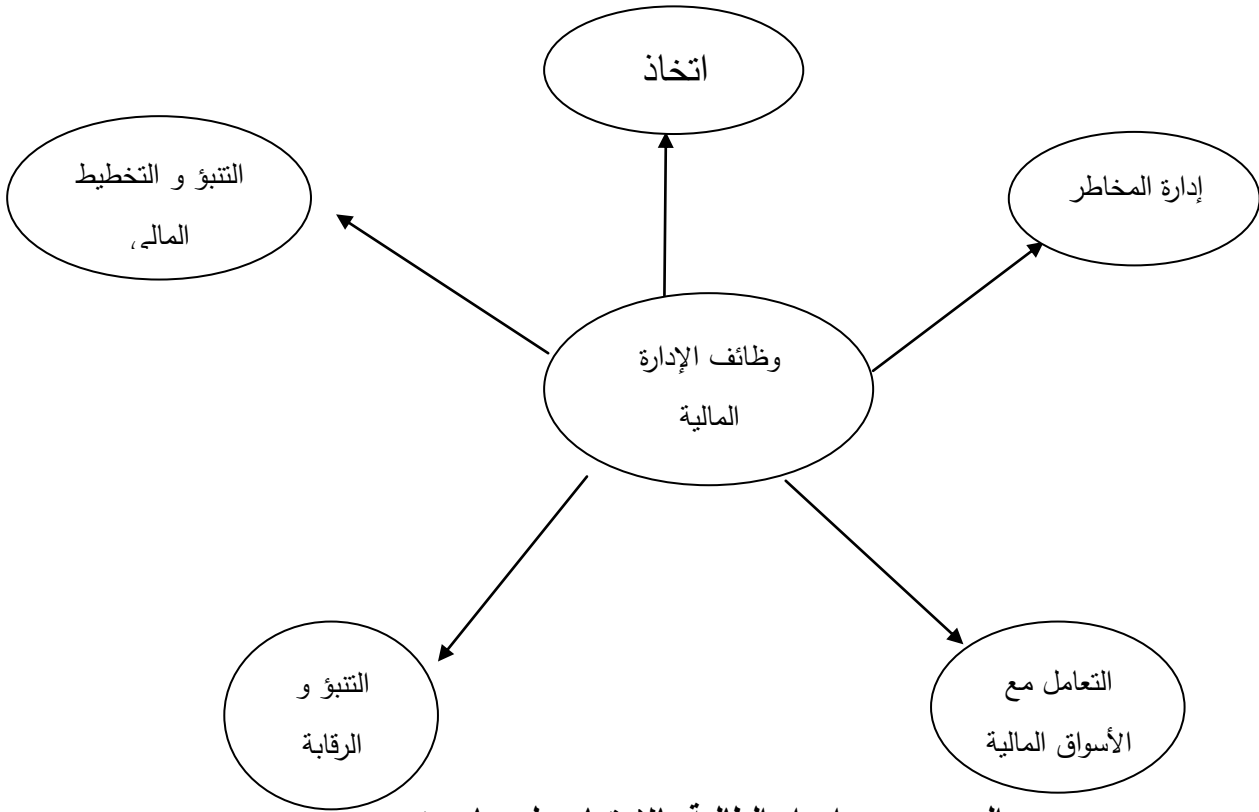 اتخاذ
إدارة المخاطر
التنبؤ و التخطيط
المالي
وظائف الإدارة
المالية
التعامل مع
الأسواق المالية
التنبؤ و
الرقابة